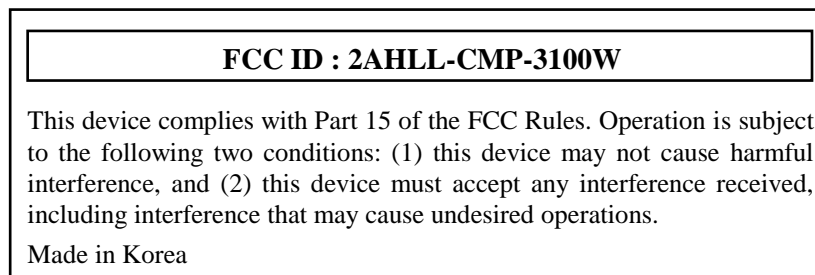 FCC ID : 2AHLL-CMP-3100W
This device complies with Part 15 of the FCC Rules. Operation is subject
to the following two conditions: (1) this device may not cause harmful
interference, and (2) this device must accept any interference received,
including interference that may cause undesired operations.
Made in Korea